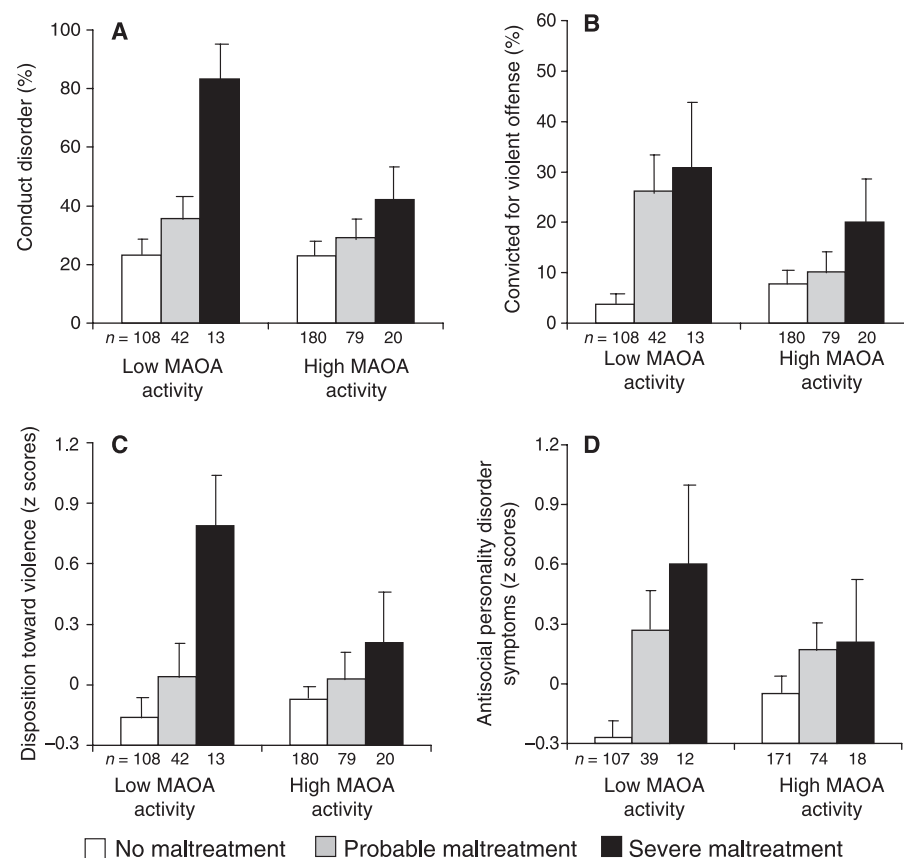 A
Conduct disorder (%)
100
80
60
40
20
0
n = 108 42 13 180 79 20
Low MAOA activity
High MAOA activity
B
Convicted for violent offense (%)
60
50
40
30
20
10
0
n = 108 42 13 180 79 20
Low MAOA activity
High MAOA activity
C
Disposition toward violence (z scores)
1.2
0.9
0.6
0.3
0
–0.3
n = 108 42 13 180 79 20
Low MAOA activity
High MAOA activity
D
Antisocial personality disorder
symptoms (z scores)
1.2
0.9
0.6
0.3
0
–0.3
n = 107 39 12 171 74 18
Low MAOA activity
High MAOA activity
No maltreatment Probable maltreatment Severe maltreatment